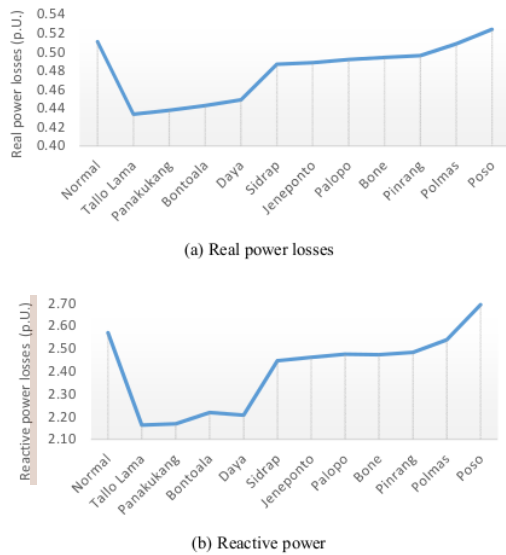 Real power losses (p.U.)
0.54
0.52
0.50
0.48
0.46
0.44
0.42
0.40
Normal
Tallo Lama
Panakukang
Bontoala
Daya
Sidrap
Jeneponto
Palopo
Bone
Pinrang
Polmas
Poso
(a) Real power losses
Reactive power losses (p.U.)
2.70
2.60
2.50
2.40
2.30
2.20
2.10
Normal
Tallo Lama
Panakukang
Bontoala
Daya
Sidrap
Jeneponto
Palopo
Bone
Pinrang
Polmas
Poso
(b) Reactive power